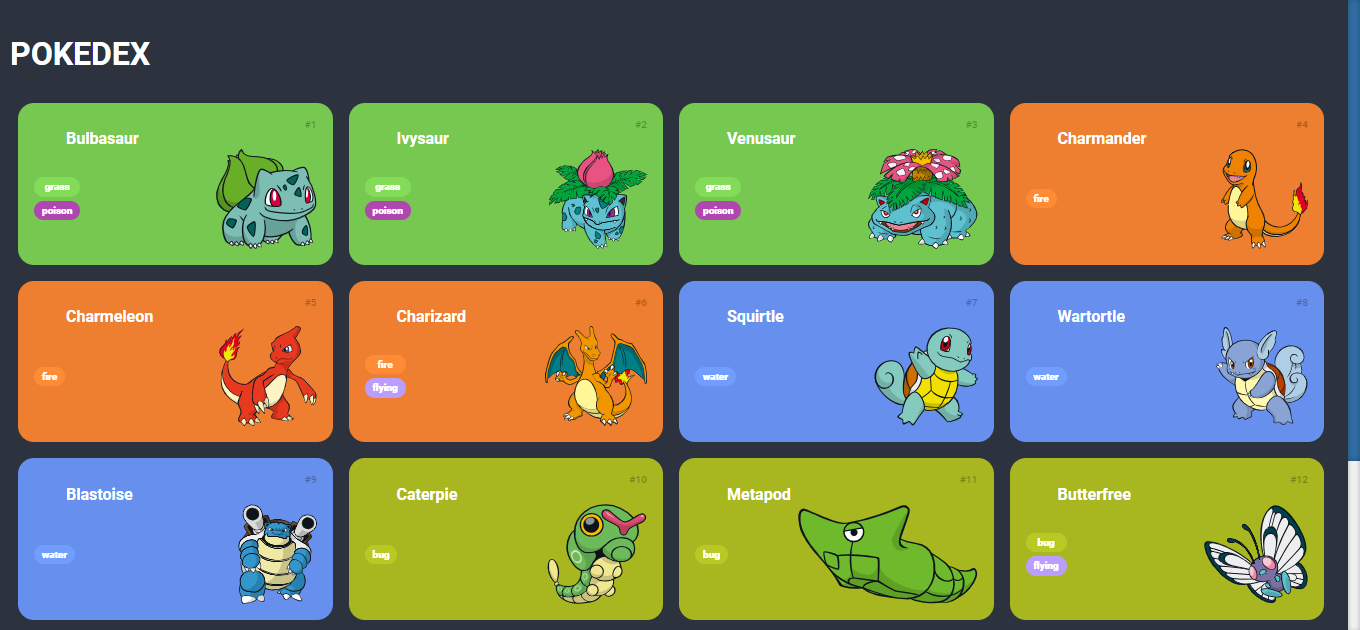 POKEDEX
#1
Bulbasaur
grass
poison
#2
Ivysaur
grass
poison
#3
Venusaur
grass
poison
#4
Charmander
fire
#5
Charmeleon
fire
#6
Charizard
fire
flying
#7
Squirtle
water
#8
Wartortle
water
#9
Blastoise
water
#10
Caterpie
bug
#11
Metapod
bug
#12
Butterfree
bug
flying